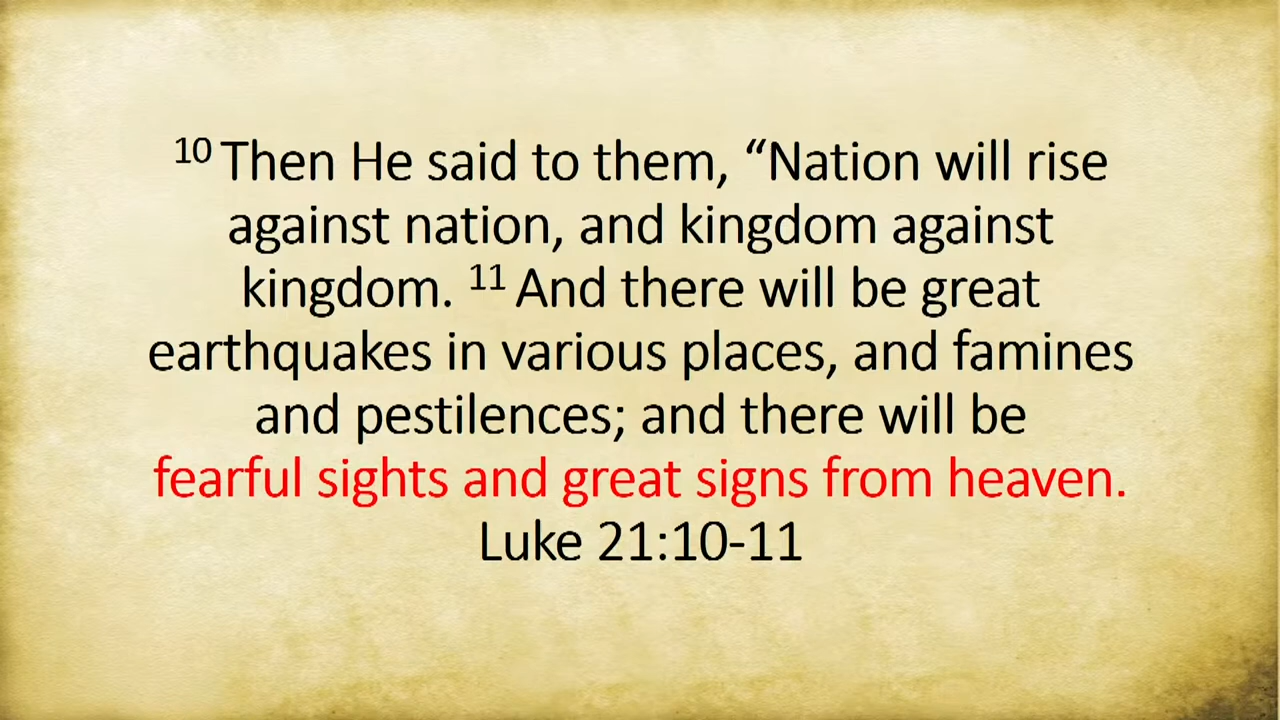 10 Then He said to them, “Nation will rise
against nation, and kingdom against
kingdom. 11 And there will be great
earthquakes in various places, and famines
and pestilences; and there will be
fearful sights and great signs from heaven.
Luke 21:10-11